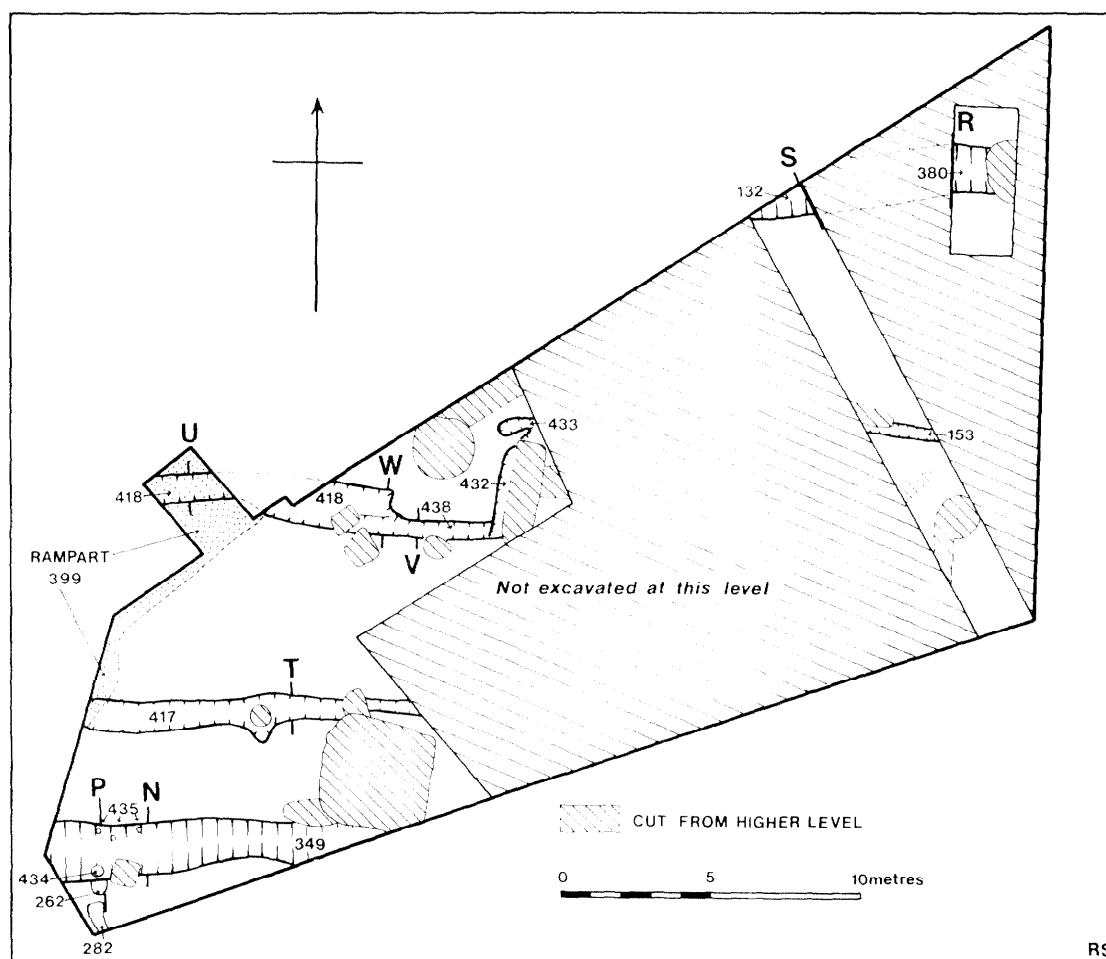 R
S
380
132
U
433
W
418
432
438
418
153
RAMPART
399
V
Not excavated at this level
T
417
P
435
N
349
CUT FROM HIGHER LEVEL
434
262
0 5 10metres
282
RS